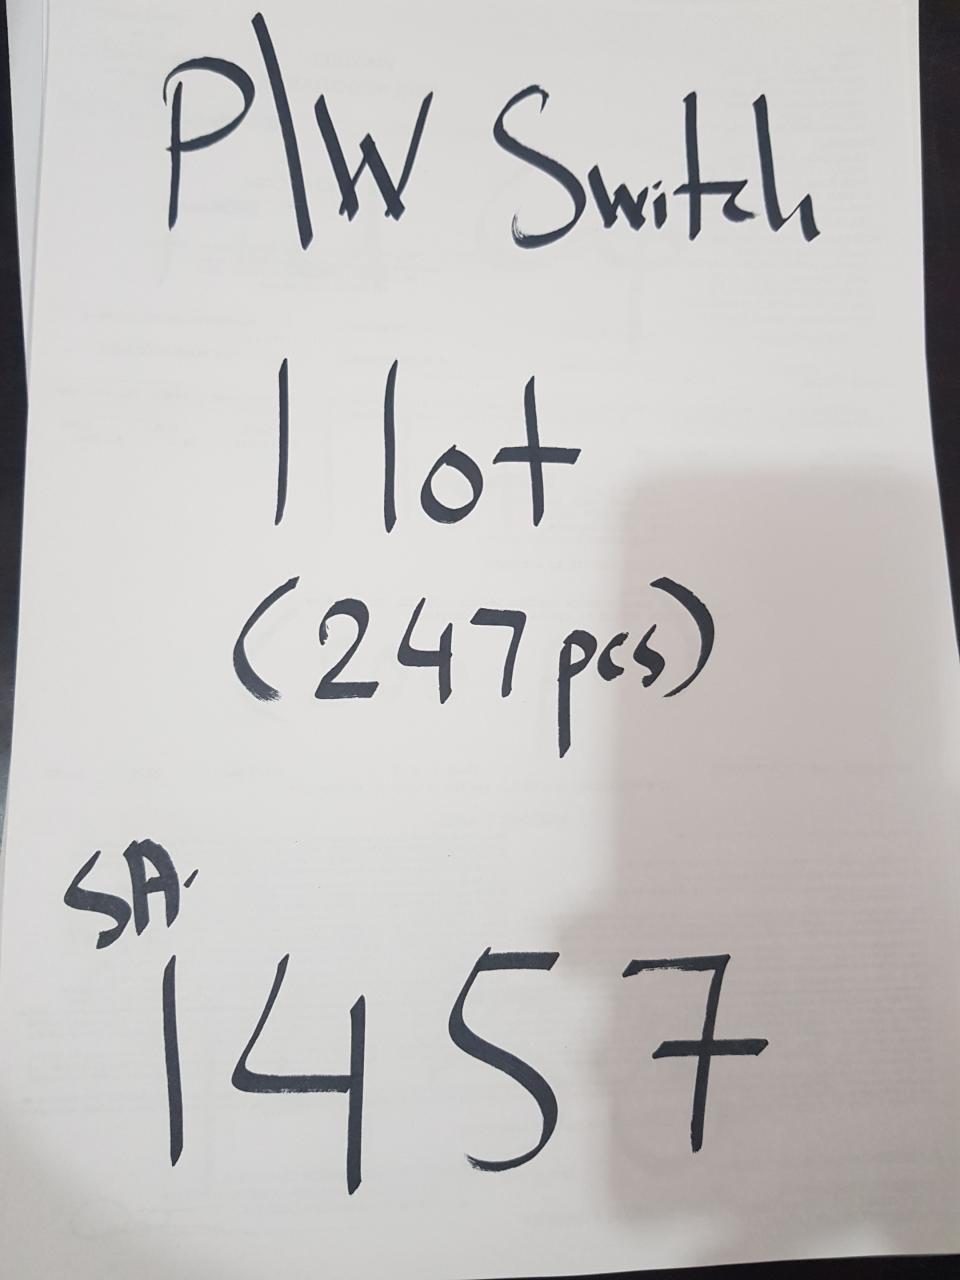 P\W Switch
1 lot
(247 pcs)
SA.
1457